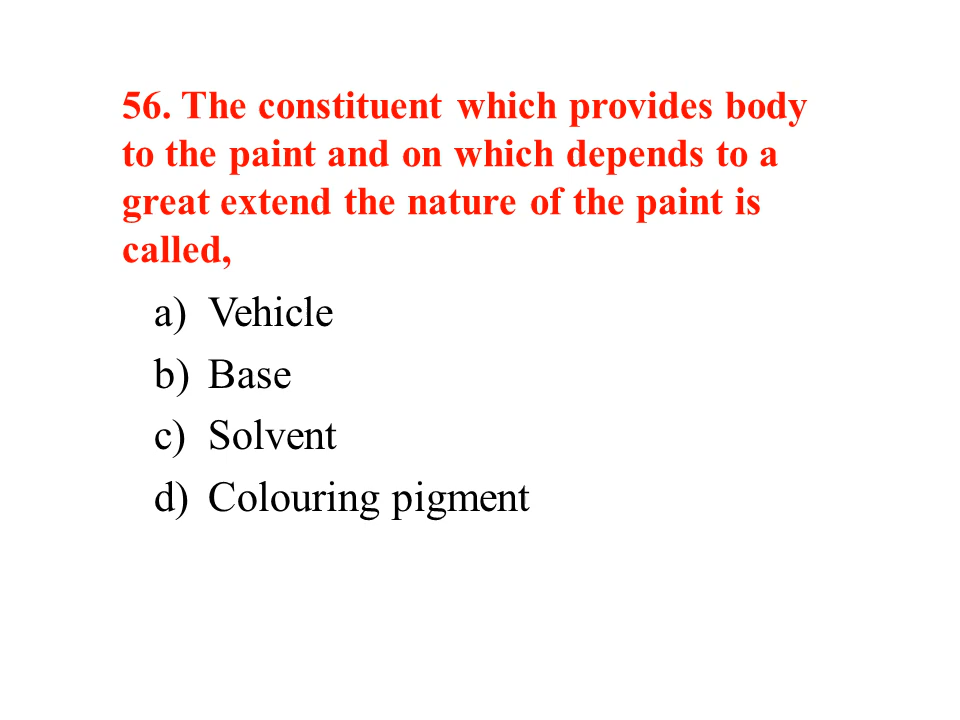 56. The constituent which provides body
to the paint and on which depends to a
great extend the nature of the paint is
called,
a) Vehicle
b) Base
c) Solvent
d) Colouring pigment